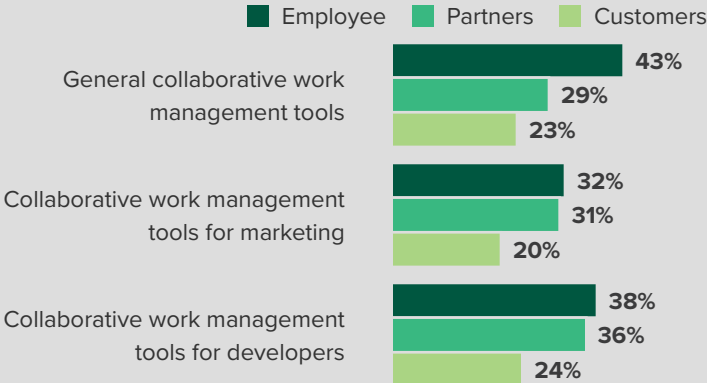 Employee Partners Customers
General collaborative work
management tools
43%
29%
23%
Collaborative work management
tools for marketing
32%
31%
20%
Collaborative work management
tools for developers
38%
36%
24%